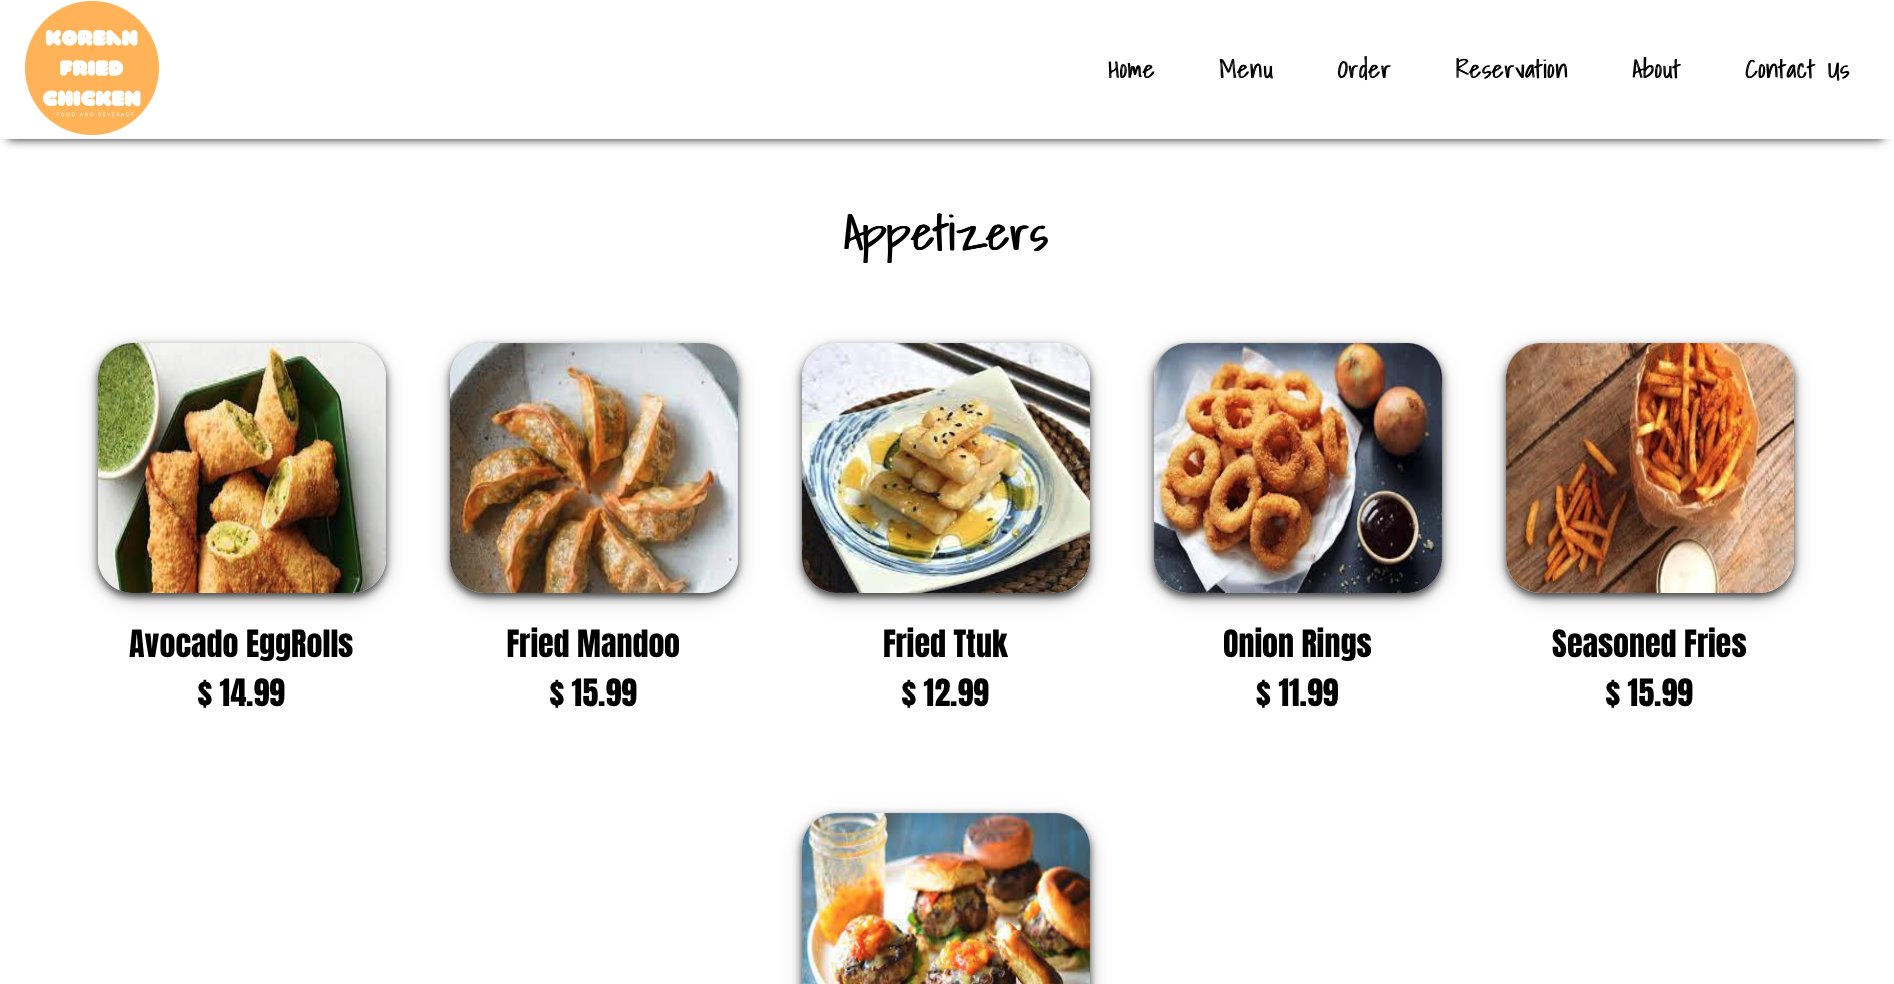 KOREAN
FRIED
CHICKEN
FOOD AND BEVERAGE
Home Menu Order Reservation About Contact Us
Appetizers
Avocado EggRolls Fried Mandoo Fried Ttuk Onion Rings Seasoned Fries
$ 14.99 $ 15.99 $ 12.99 $ 11.99 $ 15.99